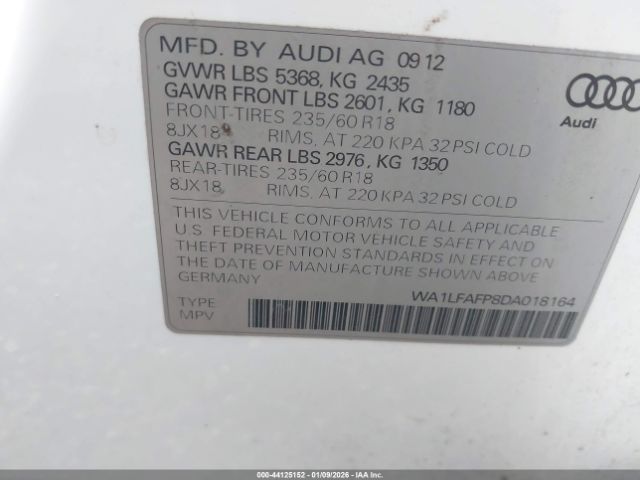 MFD. BY AUDI AG 09 12
GVWR LBS 5368, KG 2435
GAWR FRONT LBS 2601, KG 1180
FRONT-TIRES 235/60 R18
8JX18 RIMS, AT 220 KPA 32 PSI COLD
GAWR REAR LBS 2976, KG 1350
REAR-TIRES 235/60 R18
8JX18 RIMS, AT 220 KPA 32 PSI COLD
Audi
THIS VEHICLE CONFORMS TO ALL APPLICABLE
U.S. FEDERAL MOTOR VEHICLE SAFETY AND
THEFT PREVENTION STANDARDS IN EFFECT ON
THE DATE OF MANUFACTURE SHOWN ABOVE.
GERMANY
WA1LFAFP8DA018164
TYPE
MPV
000-44125152 - 01/09/2026 - IAA INC.